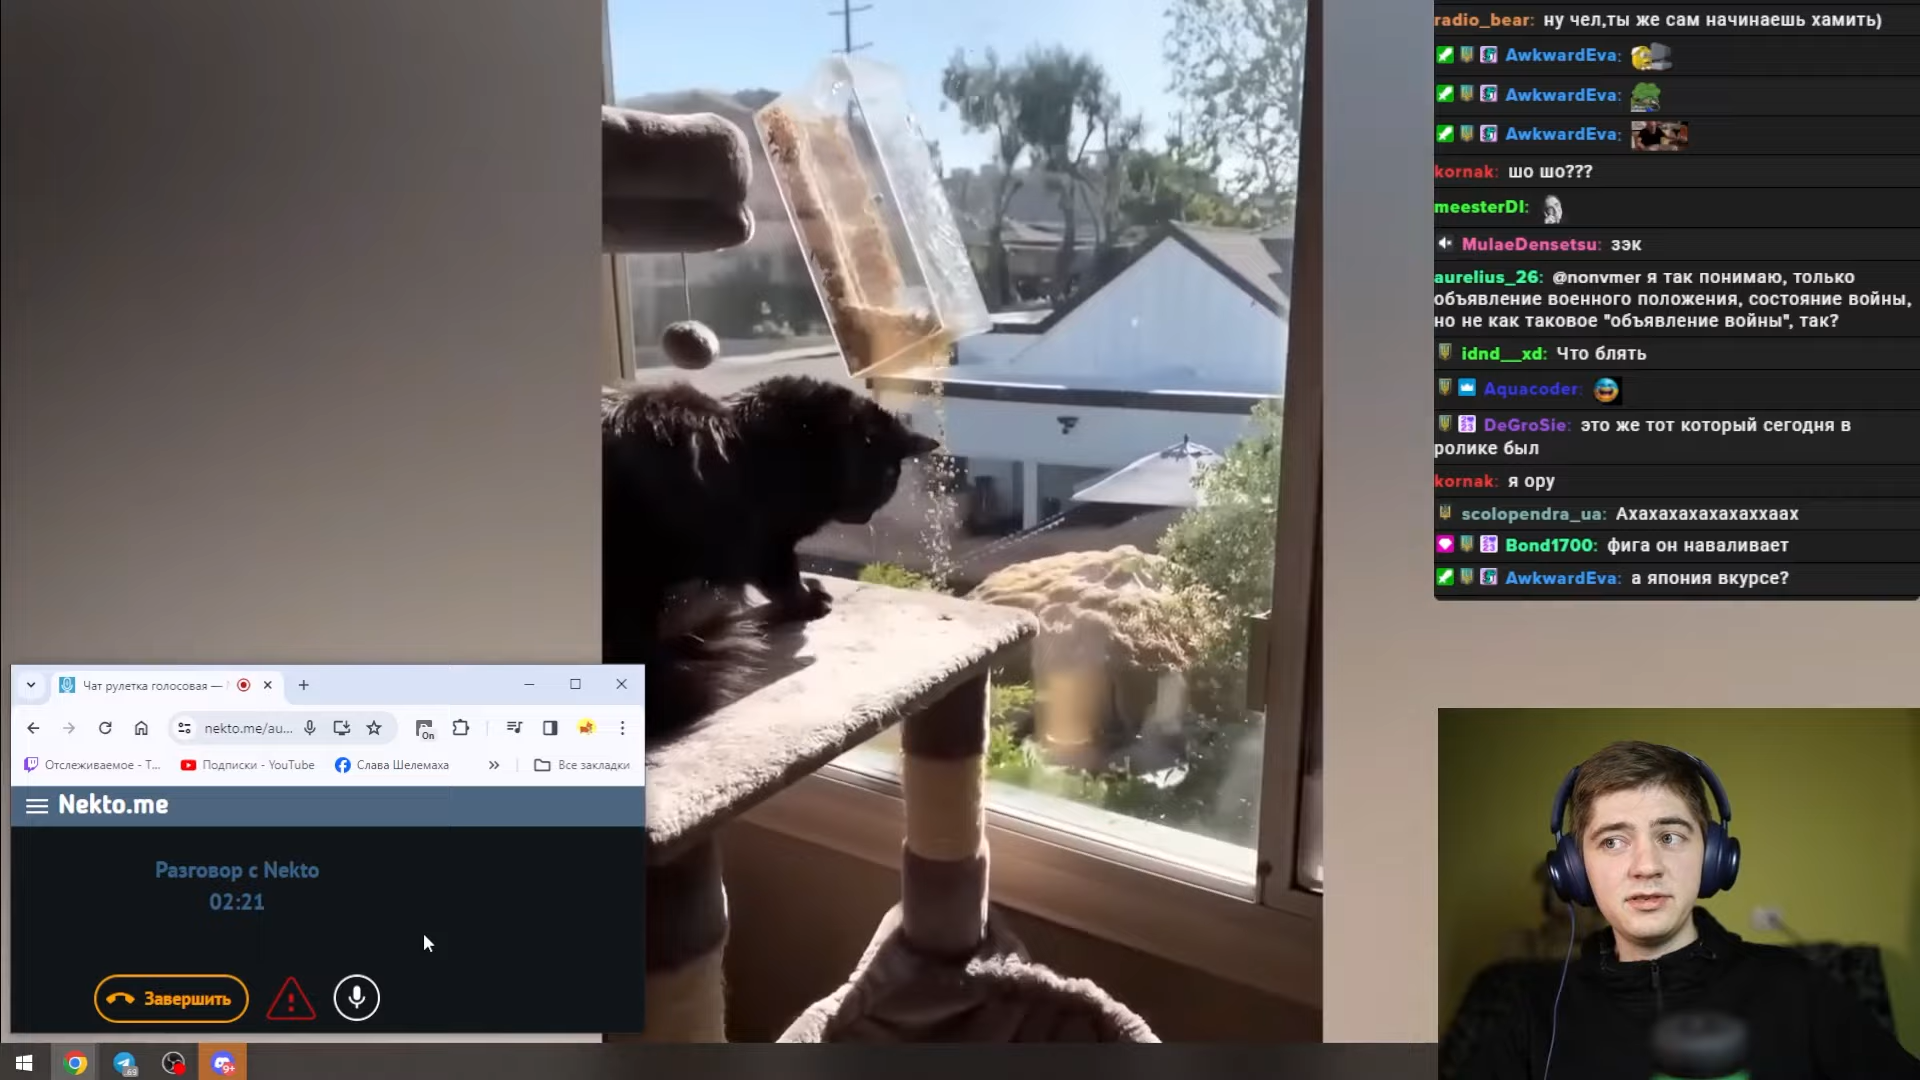 radio_bear: ну чел,ты же сам начинаешь хамить)
AwkwardEva:
AwkwardEva:
AwkwardEva:
kornak: шо шо???
meesterDI:
MulaeDensetsu: зэк
aurelius_26: @nonvmer я так понимаю, только
объявление военного положения, состояние войны,
но не как таковое "объявление войны", так?
idnd__xd: Что блять
Aquacoder:
DeGroSie: это же тот который сегодня в
ролике был
kornak: я ору
scolopendra_ua: Ахахахахахахаххаах
Bond1700: фига он наваливает
AwkwardEva: а япония вкурсе?
Чат рулетка голосовая —
nekto.me/au...
On
Отслеживаемое - Т...
Подписки - YouTube
Слава Шелемаха
Все закладки
Nekto.me
Разговор с Nekto
02:21
Завершить
69
9+